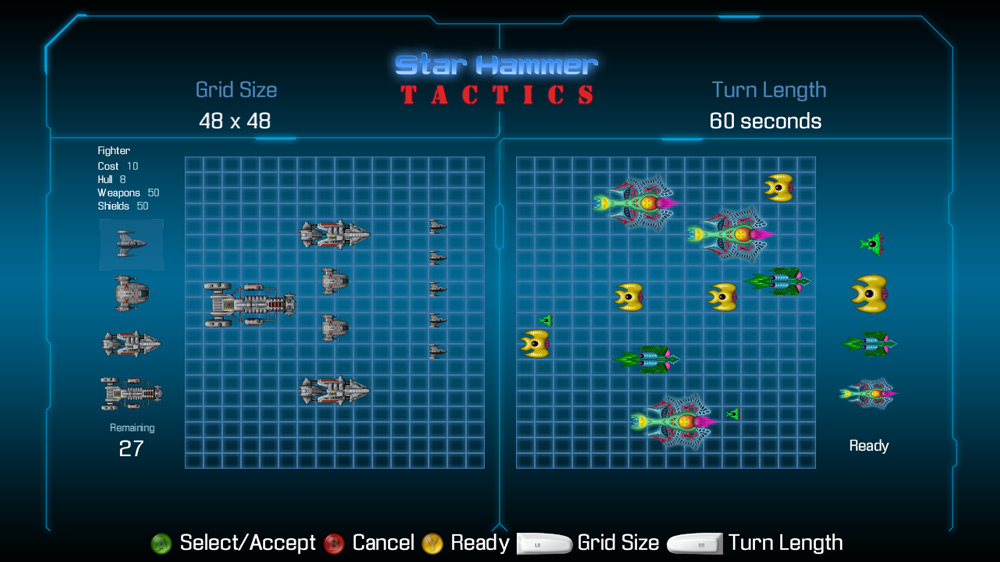 Star Hammer
TACTICS
Grid Size
48 x 48
Turn Length
60 seconds
Fighter
Cost 10
Hull 8
Weapons 50
Shields 50
Remaining
27
Ready
Select/Accept Cancel Ready Grid Size Turn Length